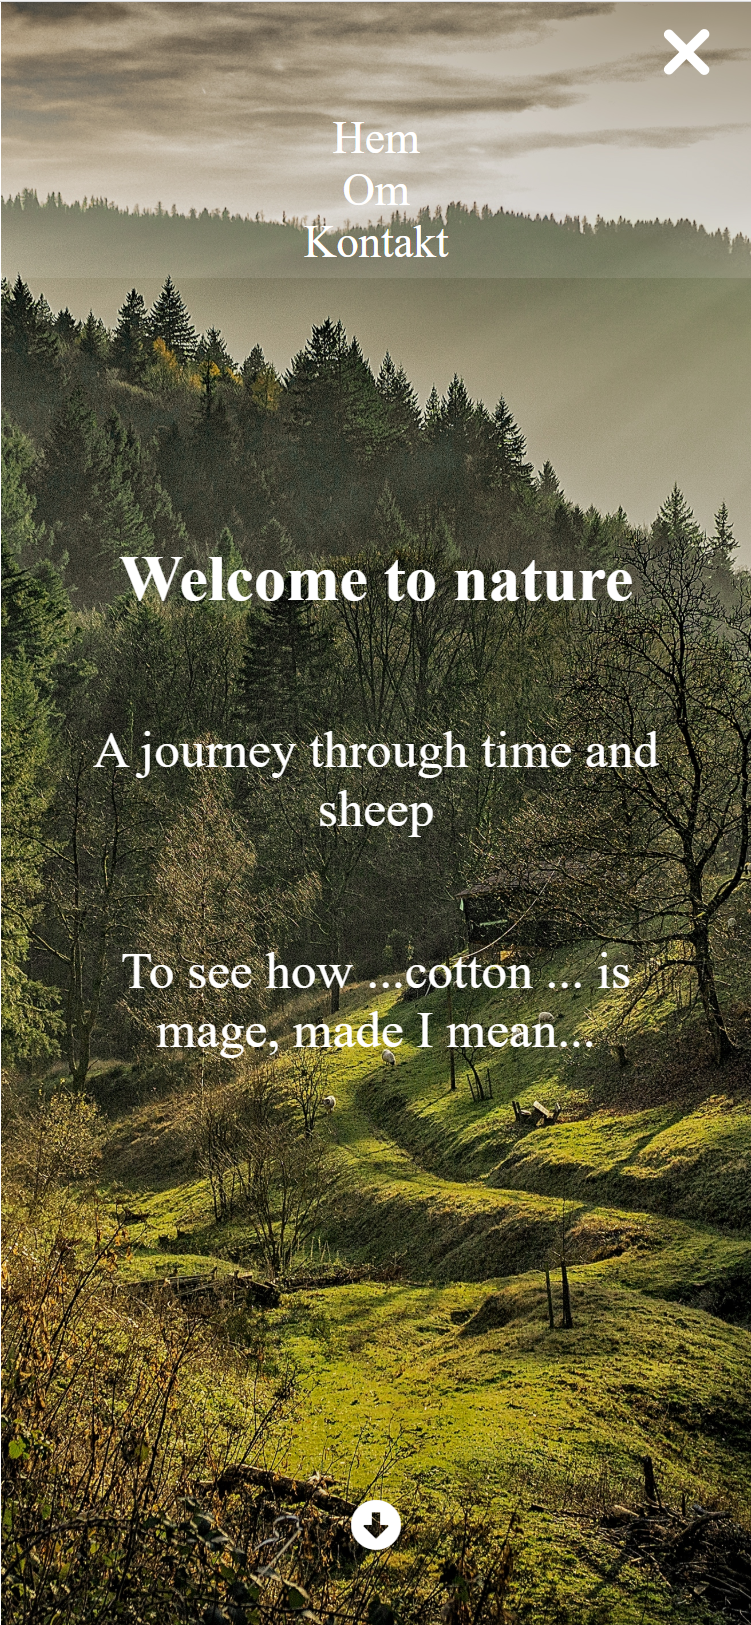 Hem
Om
Kontakt
Welcome to nature
A journey through time and
sheep
To see how ...cotton ... is
mage, made I mean...